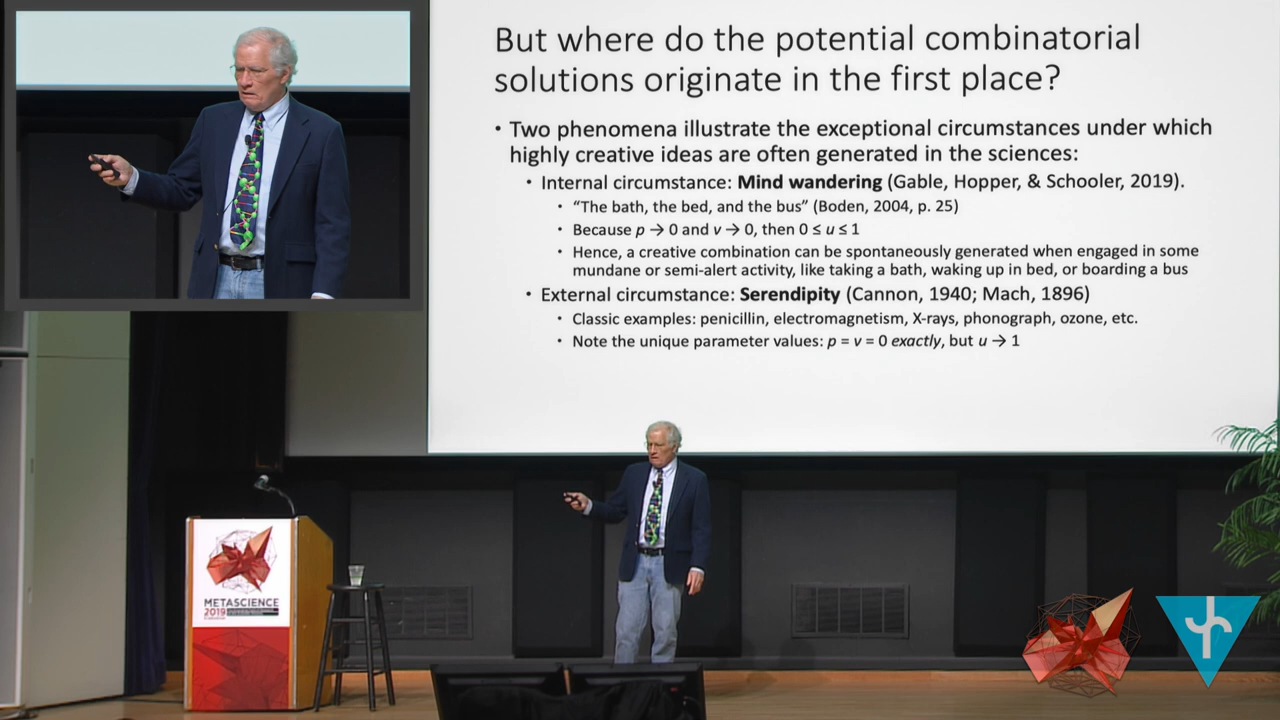 But where do the potential combinatorial
solutions originate in the first place?
• Two phenomena illustrate the exceptional circumstances under which
highly creative ideas are often generated in the sciences:
• Internal circumstance: Mind wandering (Gable, Hopper, & Schooler, 2019).
• “The bath, the bed, and the bus” (Boden, 2004, p. 25)
• Because p → 0 and v → 0, then 0 ≤ u ≤ 1
• Hence, a creative combination can be spontaneously generated when engaged in some
mundane or semi-alert activity, like taking a bath, waking up in bed, or boarding a bus
• External circumstance: Serendipity (Cannon, 1940; Mach, 1896)
• Classic examples: penicillin, electromagnetism, X-rays, phonograph, ozone, etc.
• Note the unique parameter values: p = v = 0 exactly, but u → 1
METASCIENCE
2019